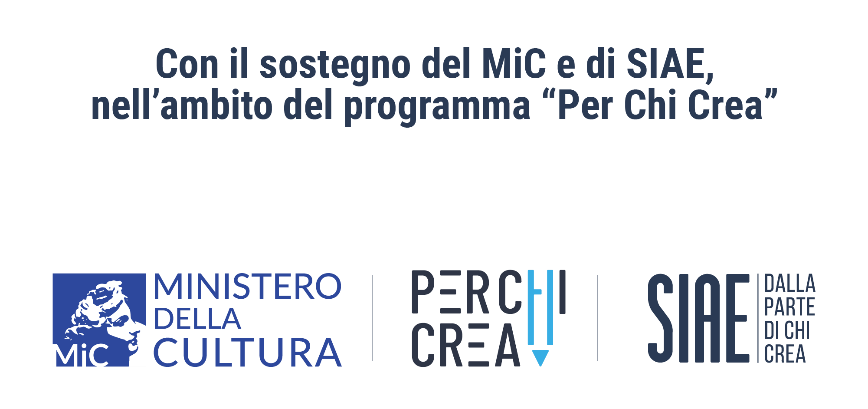 Con il sostegno del MiC e di SIAE,
nell’ambito del programma “Per Chi Crea”
MiC
MINISTERO
DELLA
CULTURA
PER CHI
CREA
SIAE
DALLA
PARTE
DI CHI
CREA